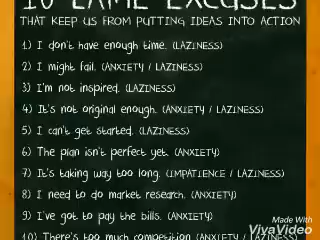 10 LAME EXCUSES
THAT KEEP US FROM PUTTING IDEAS INTO ACTION
1) I don't have enough time. (LAZINESS)
2) I might fail. (ANXIETY / LAZINESS)
3) I'm not inspired. (LAZINESS)
4) It's not original enough. (ANXIETY / LAZINESS)
5) I can't get started. (LAZINESS)
6) The plan isn't perfect yet. (ANXIETY)
7) It's taking way too long. (IMPATIENCE / LAZINESS)
8) I need to do market research. (ANXIETY)
9) I've got to pay the bills. (ANXIETY)
10) There's too much competition (ANXIETY / LAZINESS)
Made With
VivaVideo